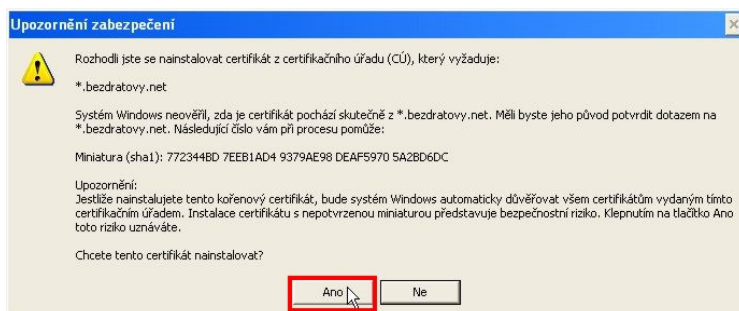 Upozornění zabezpečení
Rozhodli jste se nainstalovat certifikát z certifikačního úřadu (CÚ), který vyžaduje:
*.bezdratovy.net
Systém Windows neověřil, zda je certifikát pochází skutečně z *.bezdratovy.net. Měli byste jeho původ potvrdit dotazem na
*.bezdratovy.net. Následující číslo vám při procesu pomůže:
Miniatura (sha1): 772344BD 7EEB1AD4 9379AE98 DEAF5970 5A2BD6DC
Upozornění:
Jestliže nainstalujete tento kořenový certifikát, bude systém Windows automaticky důvěřovat všem certifikátům vydaným tímto
certifikačním úřadem. Instalace certifikátu s nepotvrzenou miniaturou představuje bezpečnostní riziko. Klepnutím na tlačítko Ano
toto riziko uznáváte.
Chcete tento certifikát nainstalovat?
Ano
Ne